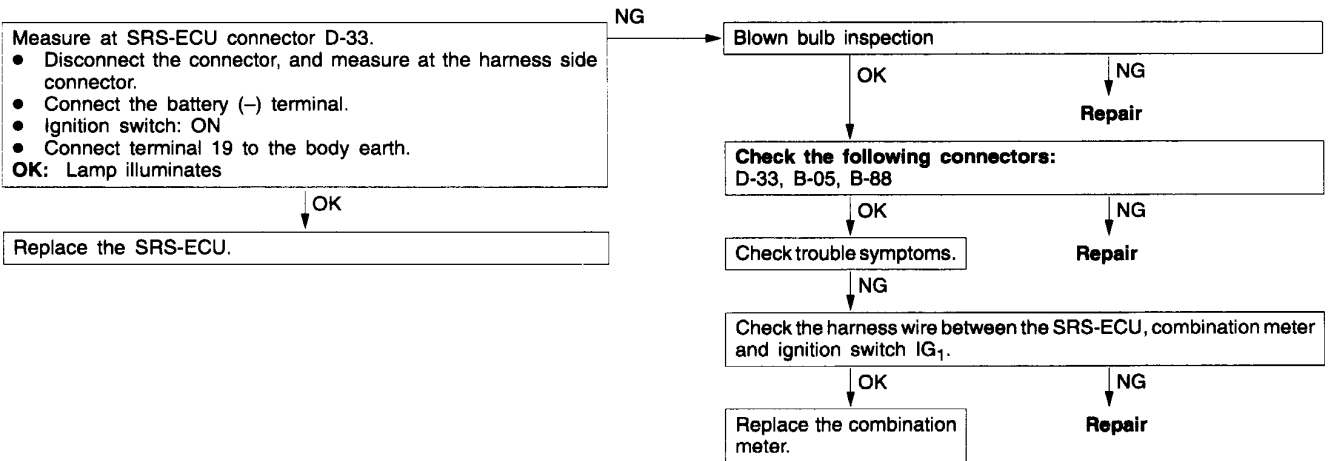 NG
Measure at SRS-ECU connector D-33.
● Disconnect the connector, and measure at the harness side
connector.
● Connect the battery (–) terminal.
● Ignition switch: ON
● Connect terminal 19 to the body earth.
OK: Lamp illuminates
OK
Replace the SRS-ECU.
Blown bulb inspection
OK
NG
Repair
Check the following connectors:
D-33, B-05, B-88
OK
NG
Check trouble symptoms.
Repair
NG
Check the harness wire between the SRS-ECU, combination meter
and ignition switch IG₁.
OK
NG
Replace the combination
meter.
Repair